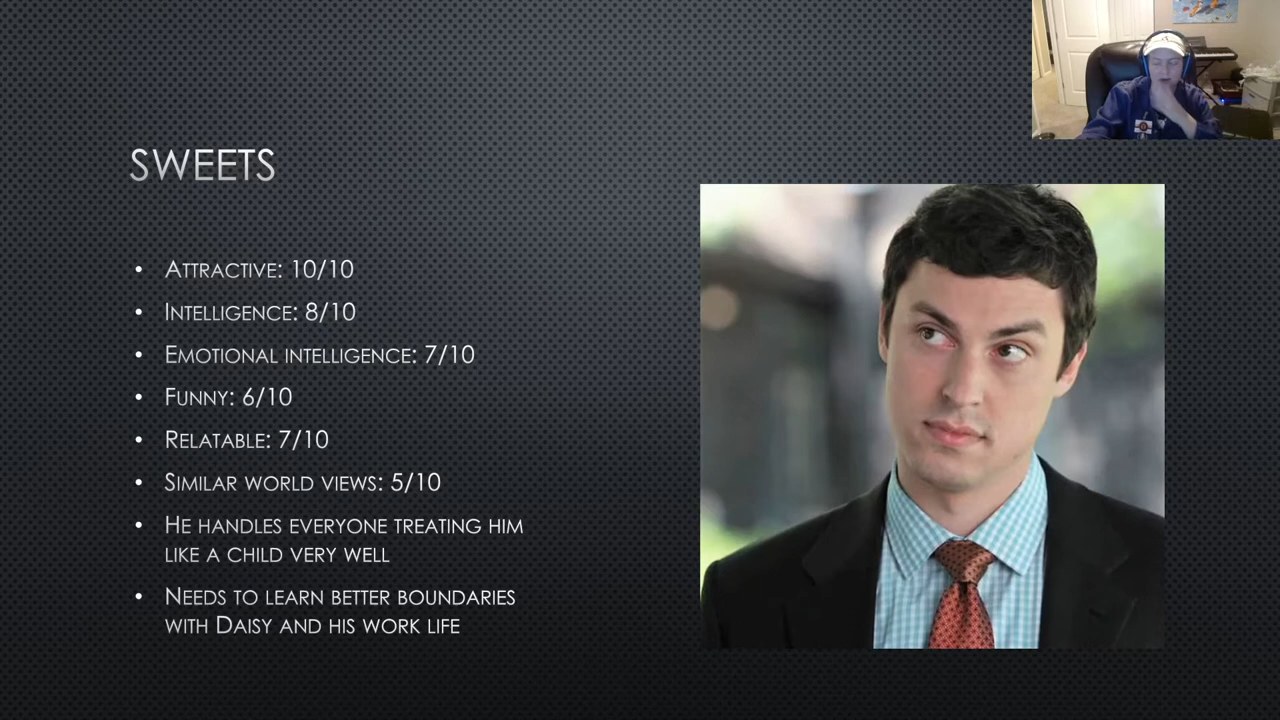 SWEETS
• ATTRACTIVE: 10/10
• INTELLIGENCE: 8/10
• EMOTIONAL INTELLIGENCE: 7/10
• FUNNY: 6/10
• RELATABLE: 7/10
• SIMILAR WORLD VIEWS: 5/10
• HE HANDLES EVERYONE TREATING HIM
LIKE A CHILD VERY WELL
• NEEDS TO LEARN BETTER BOUNDARIES
WITH DAISY AND HIS WORK LIFE